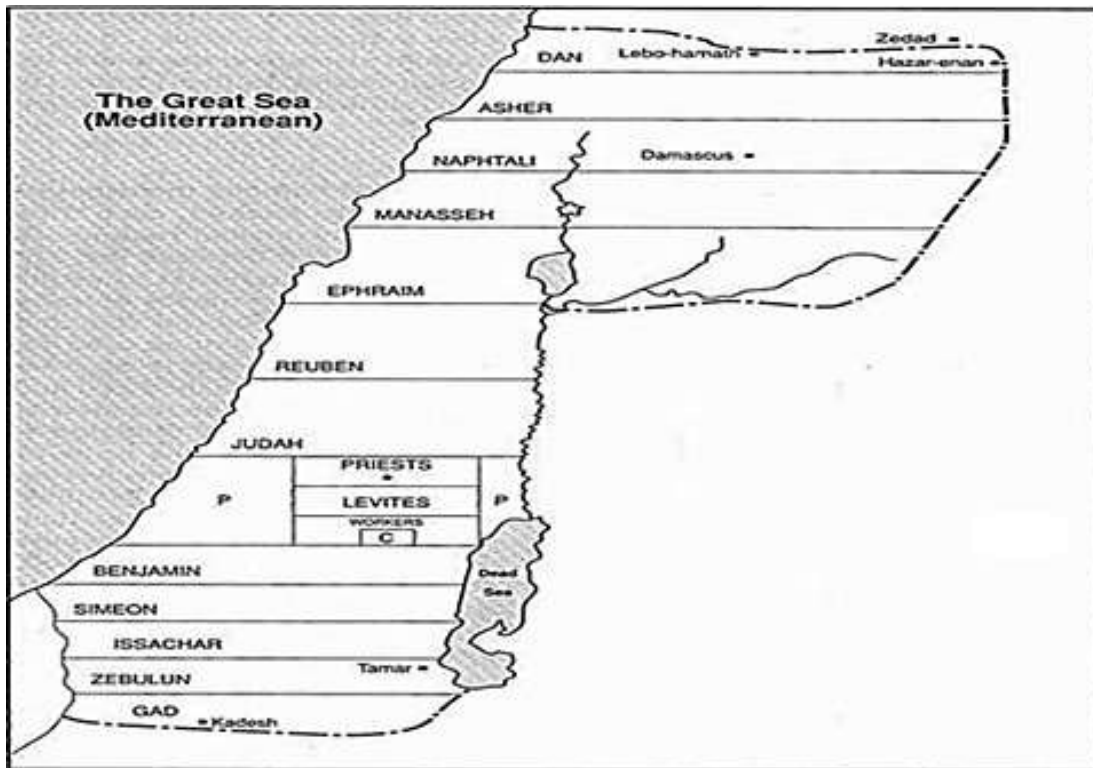 Zedad
DAN
Lebo-hamath
Hazar-enan
The Great Sea
(Mediterranean)
ASHER
NAPHTALI
Damascus
MANASSEH
EPHRAIM
REUBEN
JUDAH
PRIESTS
P
LEVITES
P
WORKERS
C
BENJAMIN
Dead
Sea
SIMEON
ISSACHAR
Tamar
ZEBULUN
GAD
Kadesh